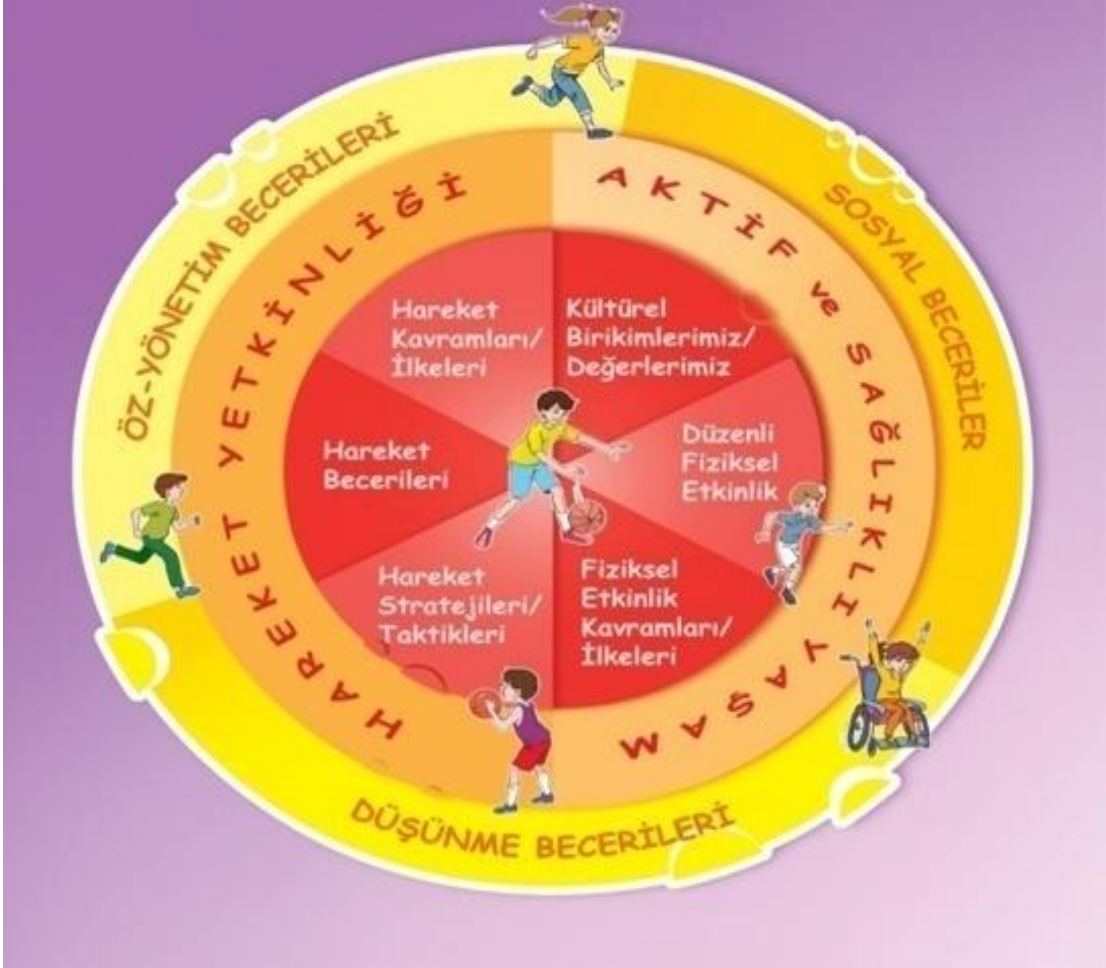 ÖZ-YÖNETİM BECERİLERİ
SOSYAL BECERİLER
DÜŞÜNME BECERİLERİ
HAREKET YETKİNLİĞİ
AKTİF ve SAĞLIKLI YAŞAM
Hareket
Kavramları/
İlkeleri
Kültürel
Birikimlerimiz/
Değerlerimiz
Hareket
Becerileri
Düzenli
Fiziksel
Etkinlik
Hareket
Stratejileri/
Taktikleri
Fiziksel
Etkinlik
Kavramları/
İlkeleri